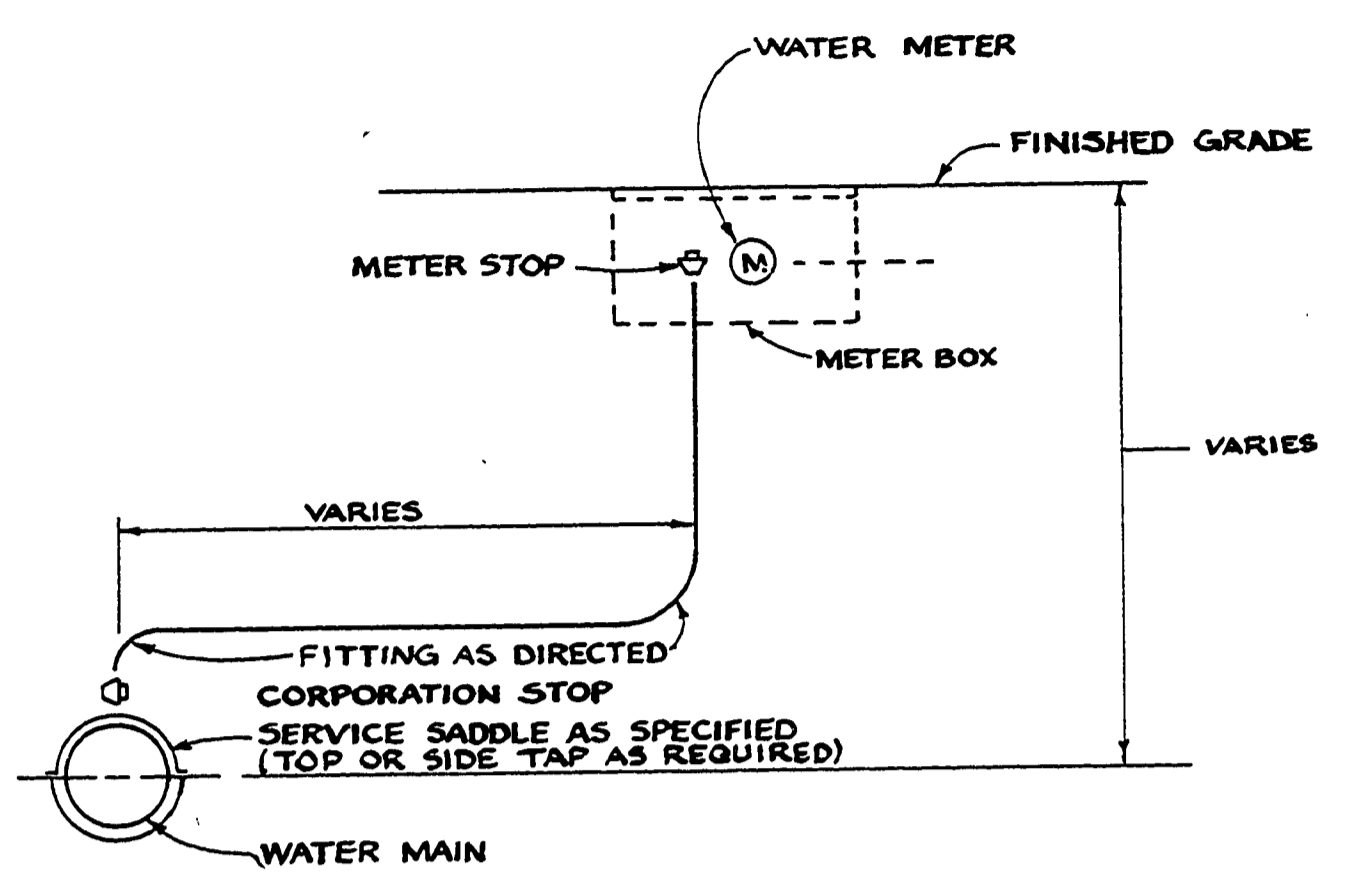 WATER METER
FINISHED GRADE
METER STOP
M.
METER BOX
VARIES
VARIES
FITTING AS DIRECTED
CORPORATION STOP
SERVICE SADDLE AS SPECIFIED
(TOP OR SIDE TAP AS REQUIRED)
WATER MAIN